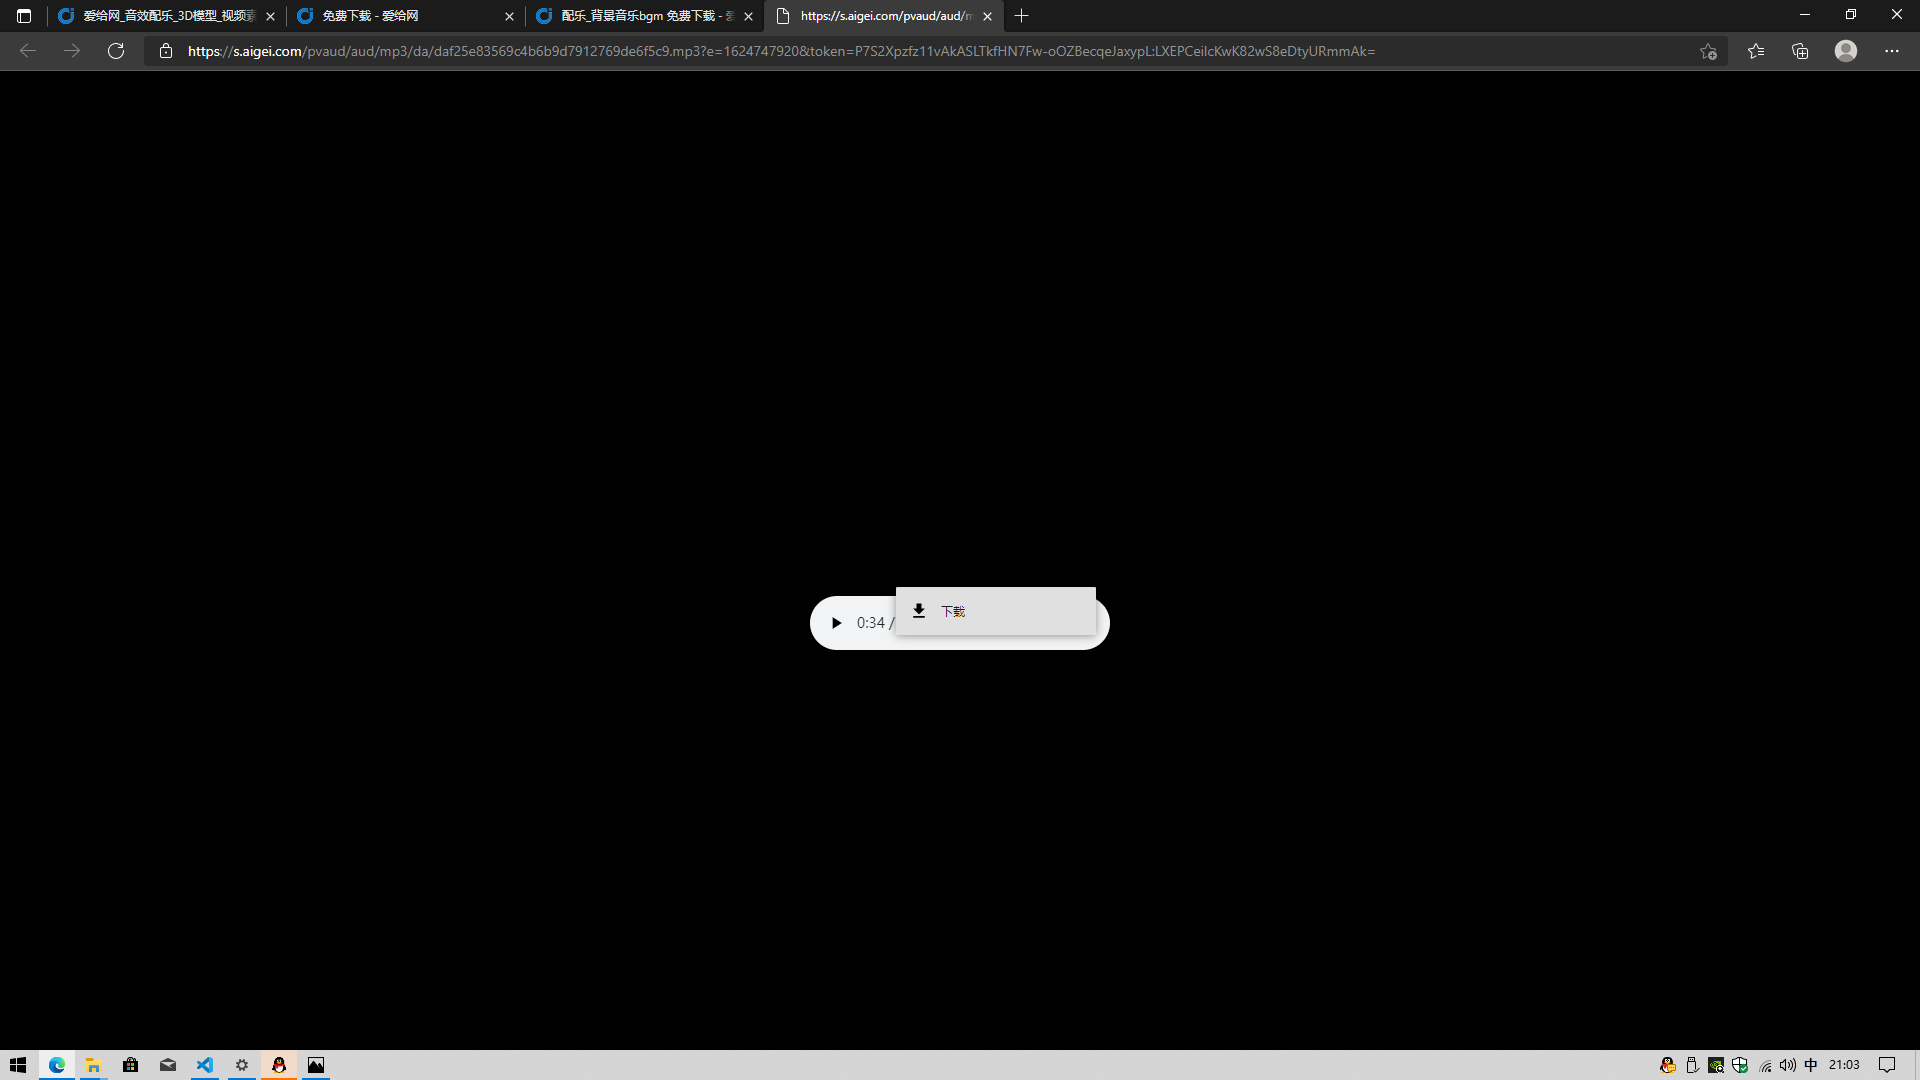 爱给网_音效配乐_3D模型_视频素
免费下载 - 爱给网
配乐_背景音乐bgm 免费下载 - 爱
https://s.aigei.com/pvaud/aud/m
https://s.aigei.com/pvaud/aud/mp3/da/daf25e83569c4b6b9d7912769de6f5c9.mp3?e=1624747920&token=P7S2Xpzfz11vAkASLTkfHN7Fw-oOZBecqeJaxypL:LXEPCeiIcKwK82wS8eDtyURmmAk=
下载
0:34 /
中
21:03